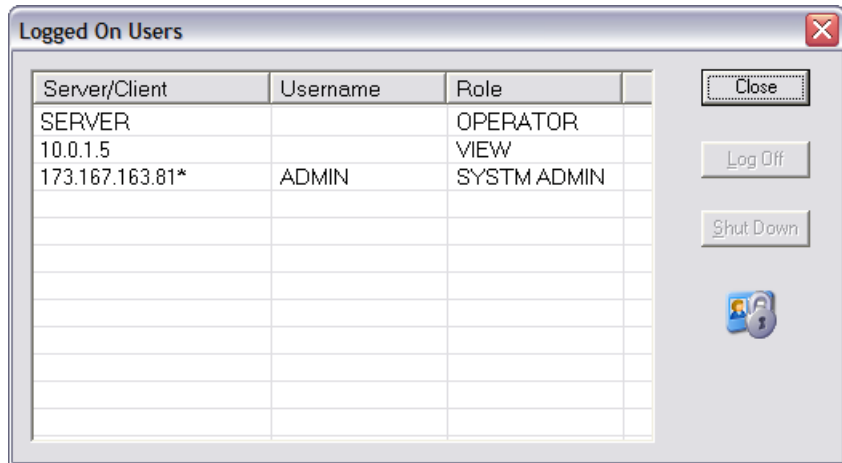 Logged On Users
Server/Client Username Role
Close
SERVER OPERATOR
10.0.1.5 VIEW
Log Off
173.167.163.81* ADMIN SYSTM ADMIN
Shut Down